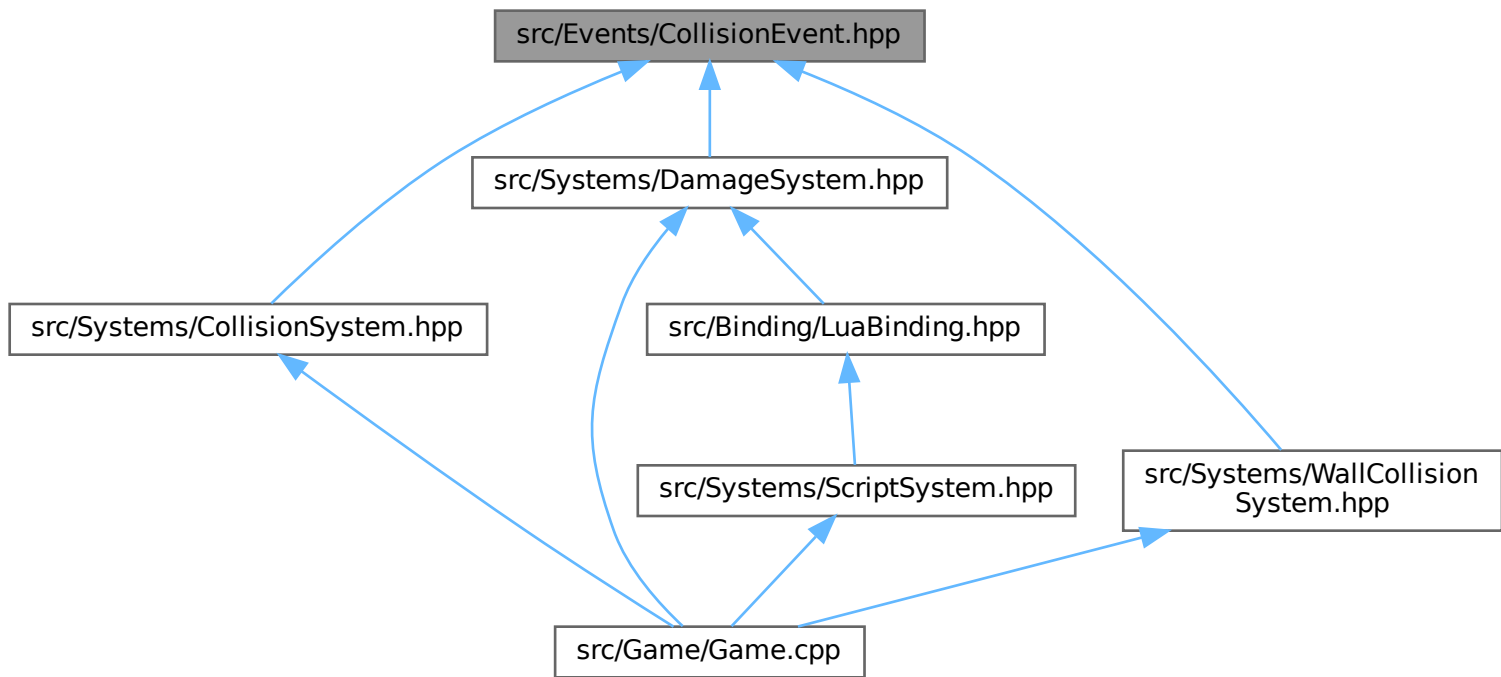 src/Events/CollisionEvent.hpp
src/Systems/DamageSystem.hpp
src/Systems/CollisionSystem.hpp
src/Binding/LuaBinding.hpp
src/Systems/ScriptSystem.hpp
src/Systems/WallCollision
System.hpp
src/Game/Game.cpp